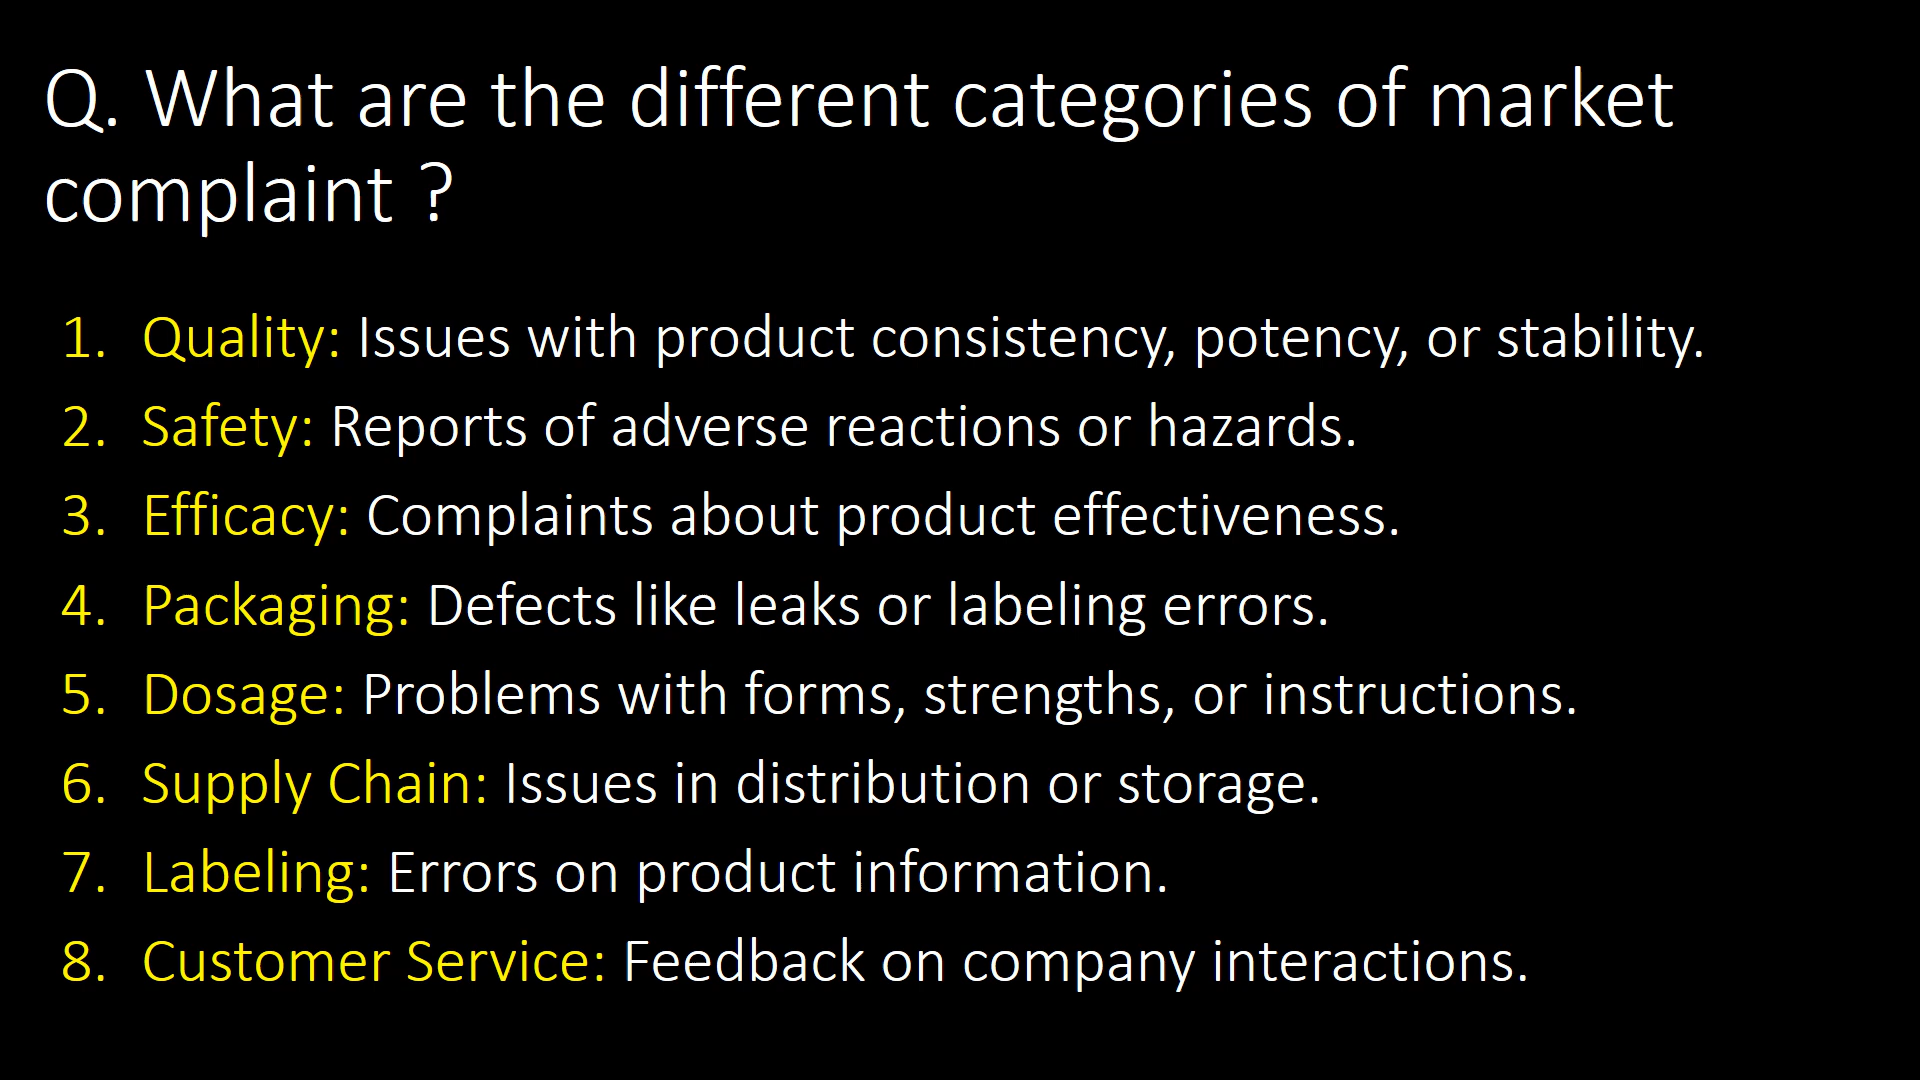 Q. What are the different categories of market
complaint ?
1. Quality: Issues with product consistency, potency, or stability.
2. Safety: Reports of adverse reactions or hazards.
3. Efficacy: Complaints about product effectiveness.
4. Packaging: Defects like leaks or labeling errors.
5. Dosage: Problems with forms, strengths, or instructions.
6. Supply Chain: Issues in distribution or storage.
7. Labeling: Errors on product information.
8. Customer Service: Feedback on company interactions.